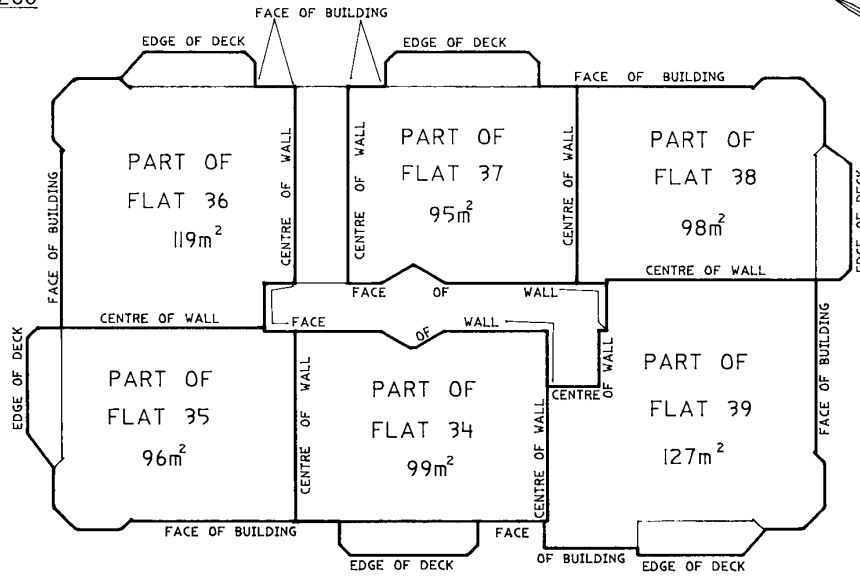 FACE OF BUILDING
EDGE OF DECK
EDGE OF DECK
FACE OF BUILDING
PART OF
FLAT 36
119m²
CENTRE OF WALL
CENTRE OF WALL
PART OF
FLAT 37
95m²
CENTRE OF WALL
PART OF
FLAT 38
98m²
EDGE OF DECK
FACE OF BUILDING
CENTRE OF WALL
FACE OF WALL
CENTRE OF WALL
FACE OF WALL
EDGE OF DECK
PART OF
FLAT 35
96m²
CENTRE OF WALL
PART OF
FLAT 34
99m²
CENTRE OF WALL
CENTRE OF WALL
PART OF
FLAT 39
127m²
FACE OF BUILDING
FACE OF BUILDING
FACE
OF BUILDING
EDGE OF DECK
EDGE OF DECK